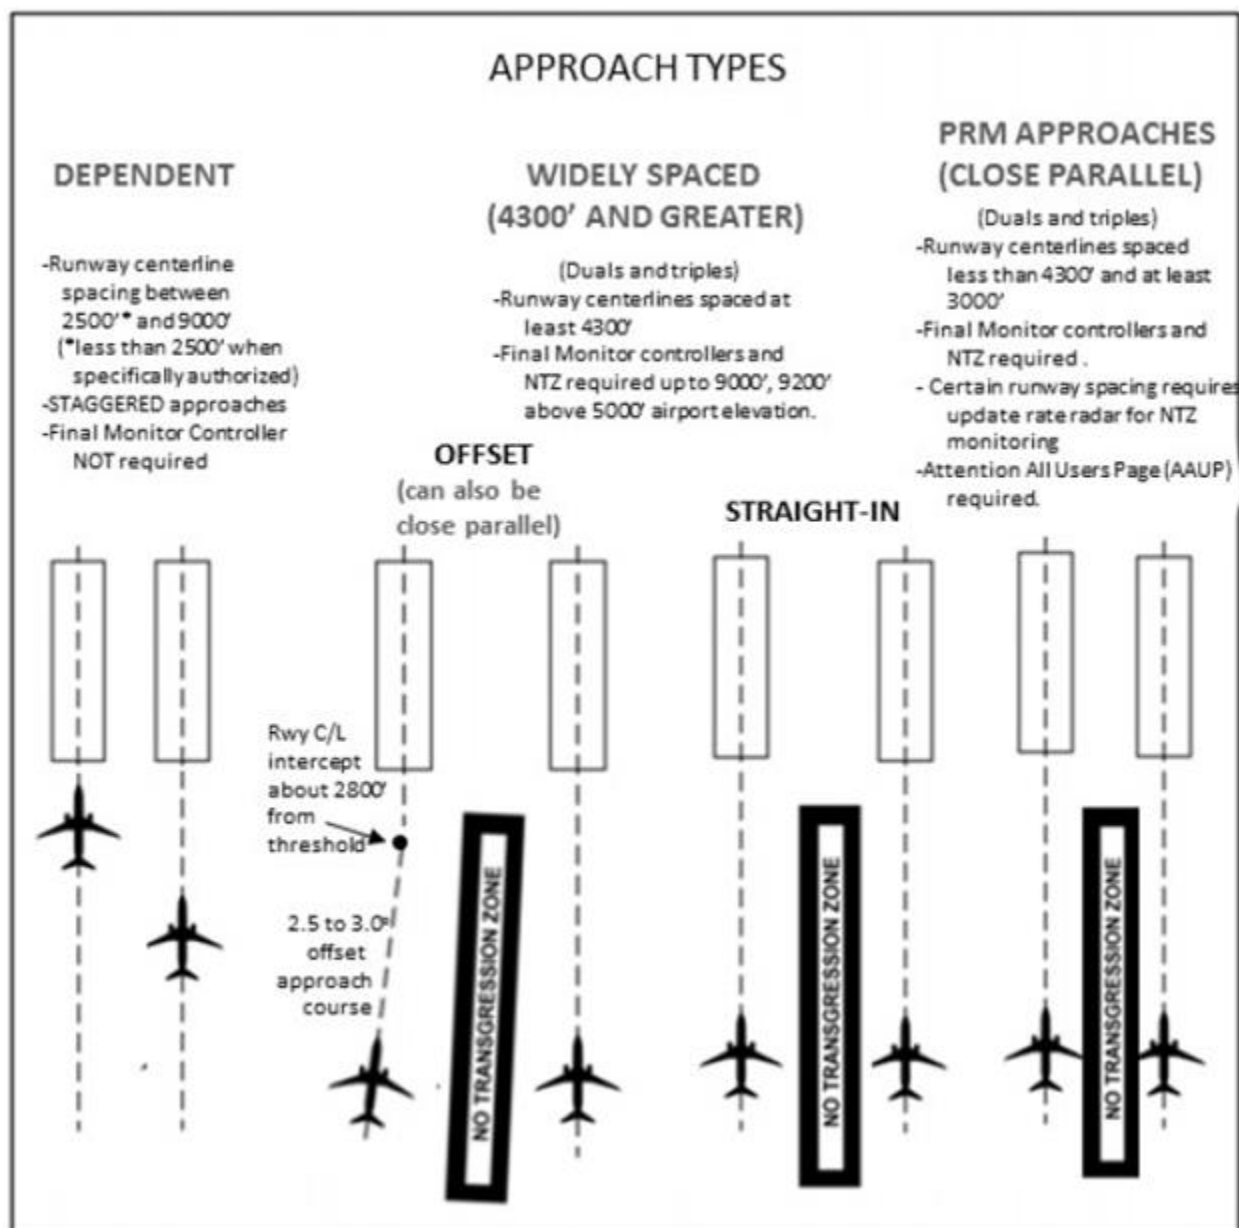 APPROACH TYPES
DEPENDENT
-Runway centerline
spacing between
2500'* and 9000'
(*less than 2500' when
specifically authorized)
-STAGGERED approaches
-Final Monitor Controller
NOT required
WIDELY SPACED
(4300' AND GREATER)
(Duals and triples)
-Runway centerlines spaced at
least 4300'
-Final Monitor controllers and
NTZ required up to 9000', 9200'
above 5000' airport elevation.
PRM APPROACHES
(CLOSE PARALLEL)
(Duals and triples)
-Runway centerlines spaced
less than 4300' and at least
3000'
-Final Monitor controllers and
NTZ required .
- Certain runway spacing requires
update rate radar for NTZ
monitoring
-Attention All Users Page (AAUP)
required.
OFFSET
(can also be
close parallel)
STRAIGHT-IN
Rwy C/L
intercept
about 2800'
from
threshold
2.5 to 3.0º
offset
approach
course
NO TRANSGRESSION ZONE
NO TRANSGRESSION ZONE
NO TRANSGRESSION ZONE